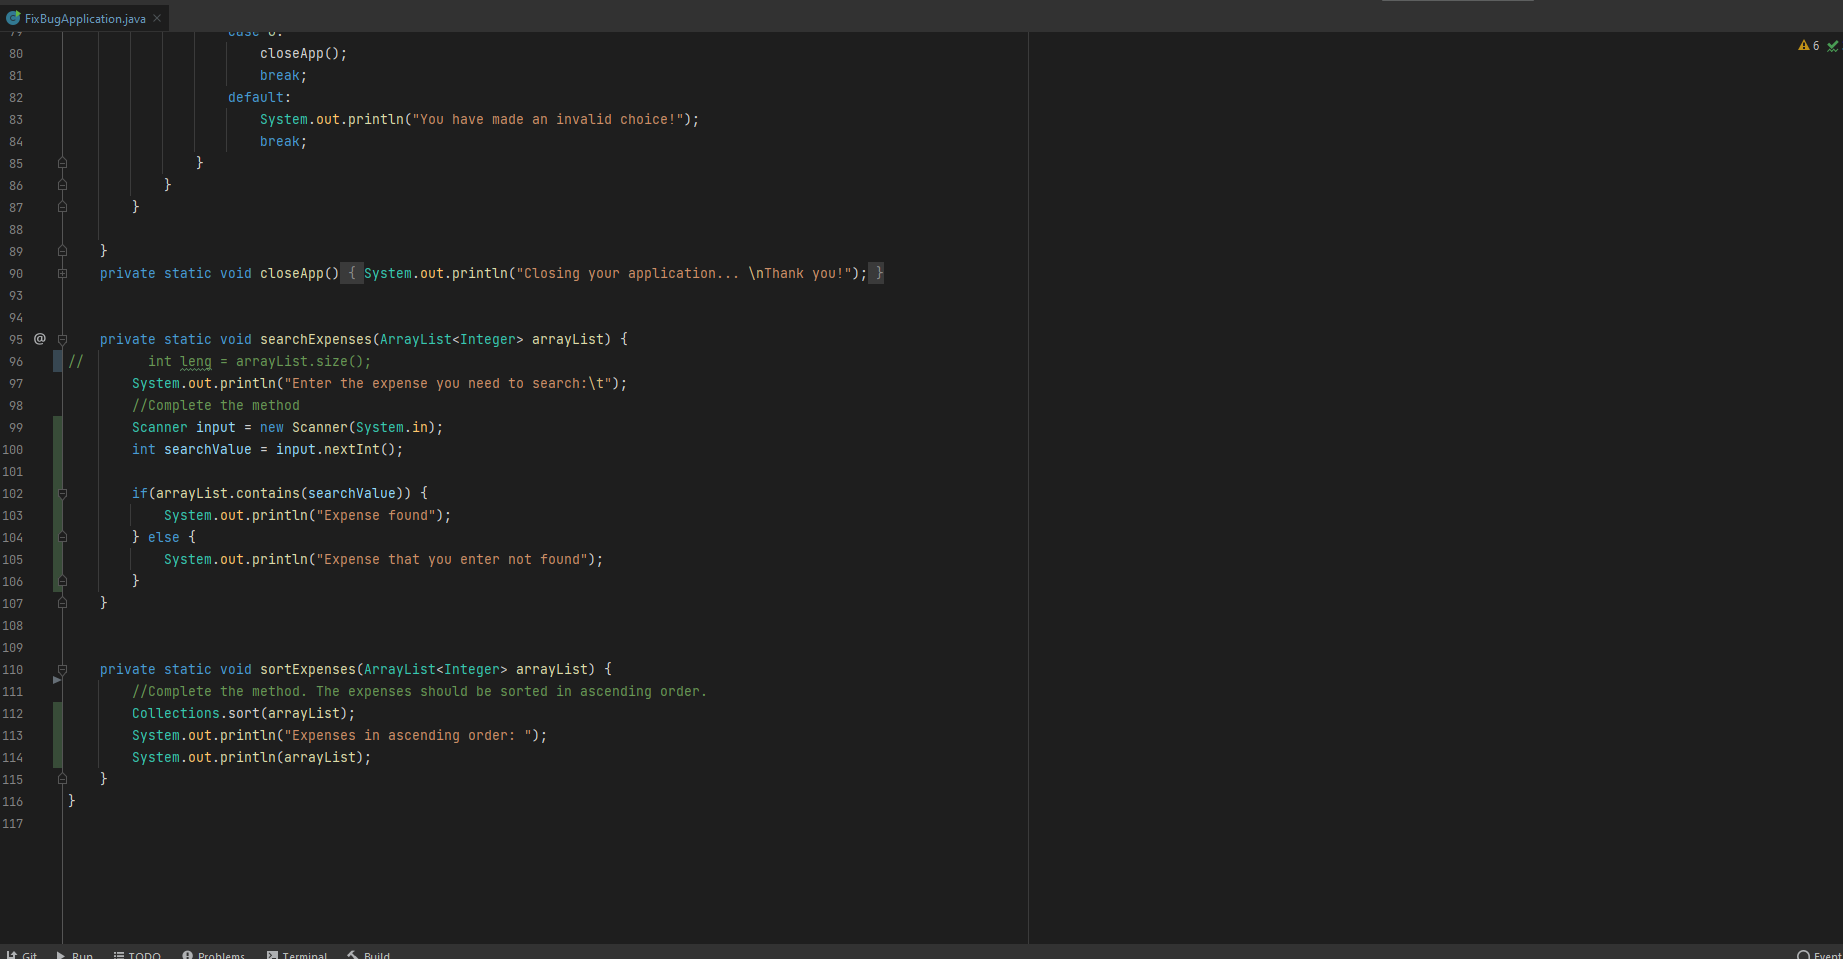 FixBugApplication.java
6
79 case 6:
80 closeApp();
81 break;
82 default:
83 System.out.println("You have made an invalid choice!");
84 break;
85 }
86 }
87 }
88
89 }
90 private static void closeApp() { System.out.println("Closing your application... \nThank you!"); }
93
94
95 @ private static void searchExpenses(ArrayList<Integer> arrayList) {
96 // int leng = arrayList.size();
97 System.out.println("Enter the expense you need to search:\t");
98 //Complete the method
99 Scanner input = new Scanner(System.in);
100 int searchValue = input.nextInt();
101
102 if(arrayList.contains(searchValue)) {
103 System.out.println("Expense found");
104 } else {
105 System.out.println("Expense that you enter not found");
106 }
107 }
108
109
110 private static void sortExpenses(ArrayList<Integer> arrayList) {
111 //Complete the method. The expenses should be sorted in ascending order.
112 Collections.sort(arrayList);
113 System.out.println("Expenses in ascending order: ");
114 System.out.println(arrayList);
115 }
116 }
117
Git Run TODO Problems Terminal Build Event